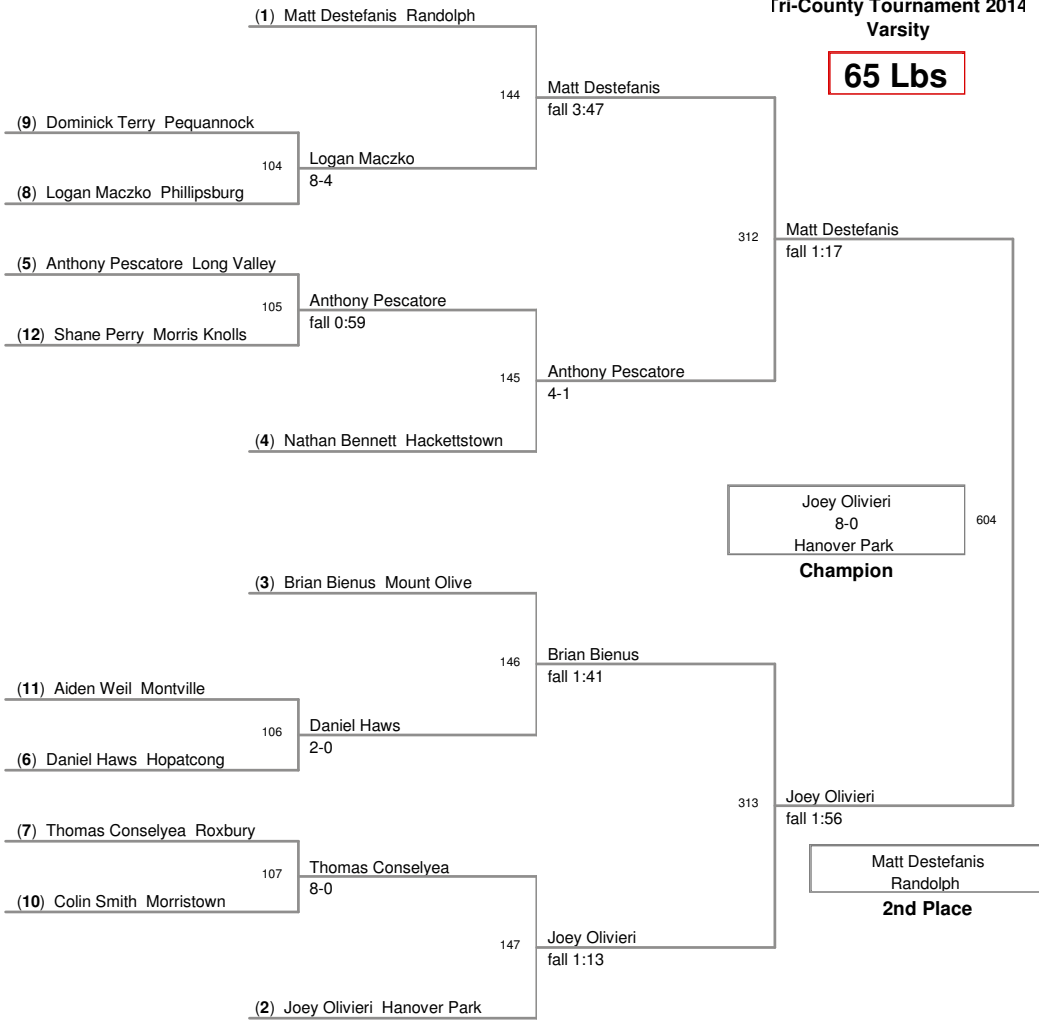 Tri-County Tournament 2014
Varsity
65 Lbs
(1) Matt Destefanis Randolph
144
Matt Destefanis
fall 3:47
(9) Dominick Terry Pequannock
104
Logan Maczko
8-4
(8) Logan Maczko Phillipsburg
312
Matt Destefanis
fall 1:17
(5) Anthony Pescatore Long Valley
105
Anthony Pescatore
fall 0:59
(12) Shane Perry Morris Knolls
145
Anthony Pescatore
4-1
(4) Nathan Bennett Hackettstown
Joey Olivieri
8-0
Hanover Park
604
Champion
(3) Brian Bienus Mount Olive
146
Brian Bienus
fall 1:41
(11) Aiden Weil Montville
106
Daniel Haws
2-0
(6) Daniel Haws Hopatcong
313
Joey Olivieri
fall 1:56
(7) Thomas Conselyea Roxbury
107
Thomas Conselyea
8-0
(10) Colin Smith Morristown
Matt Destefanis
Randolph
2nd Place
147
Joey Olivieri
fall 1:13
(2) Joey Olivieri Hanover Park